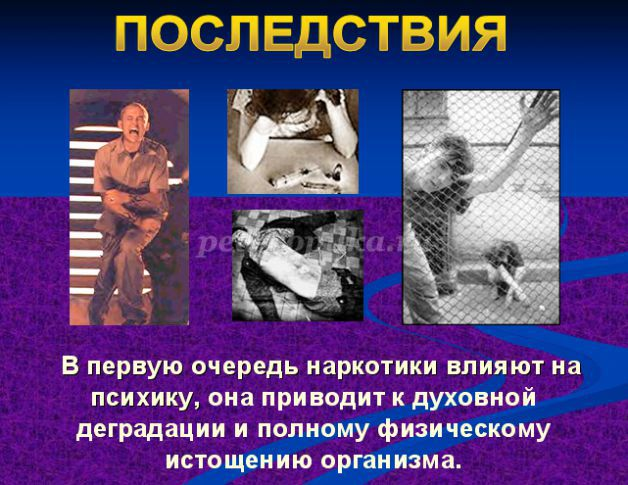 ПОСЛЕДСТВИЯ
В первую очередь наркотики влияют на
психику, она приводит к духовной
деградации и полному физическому
истощению организма.